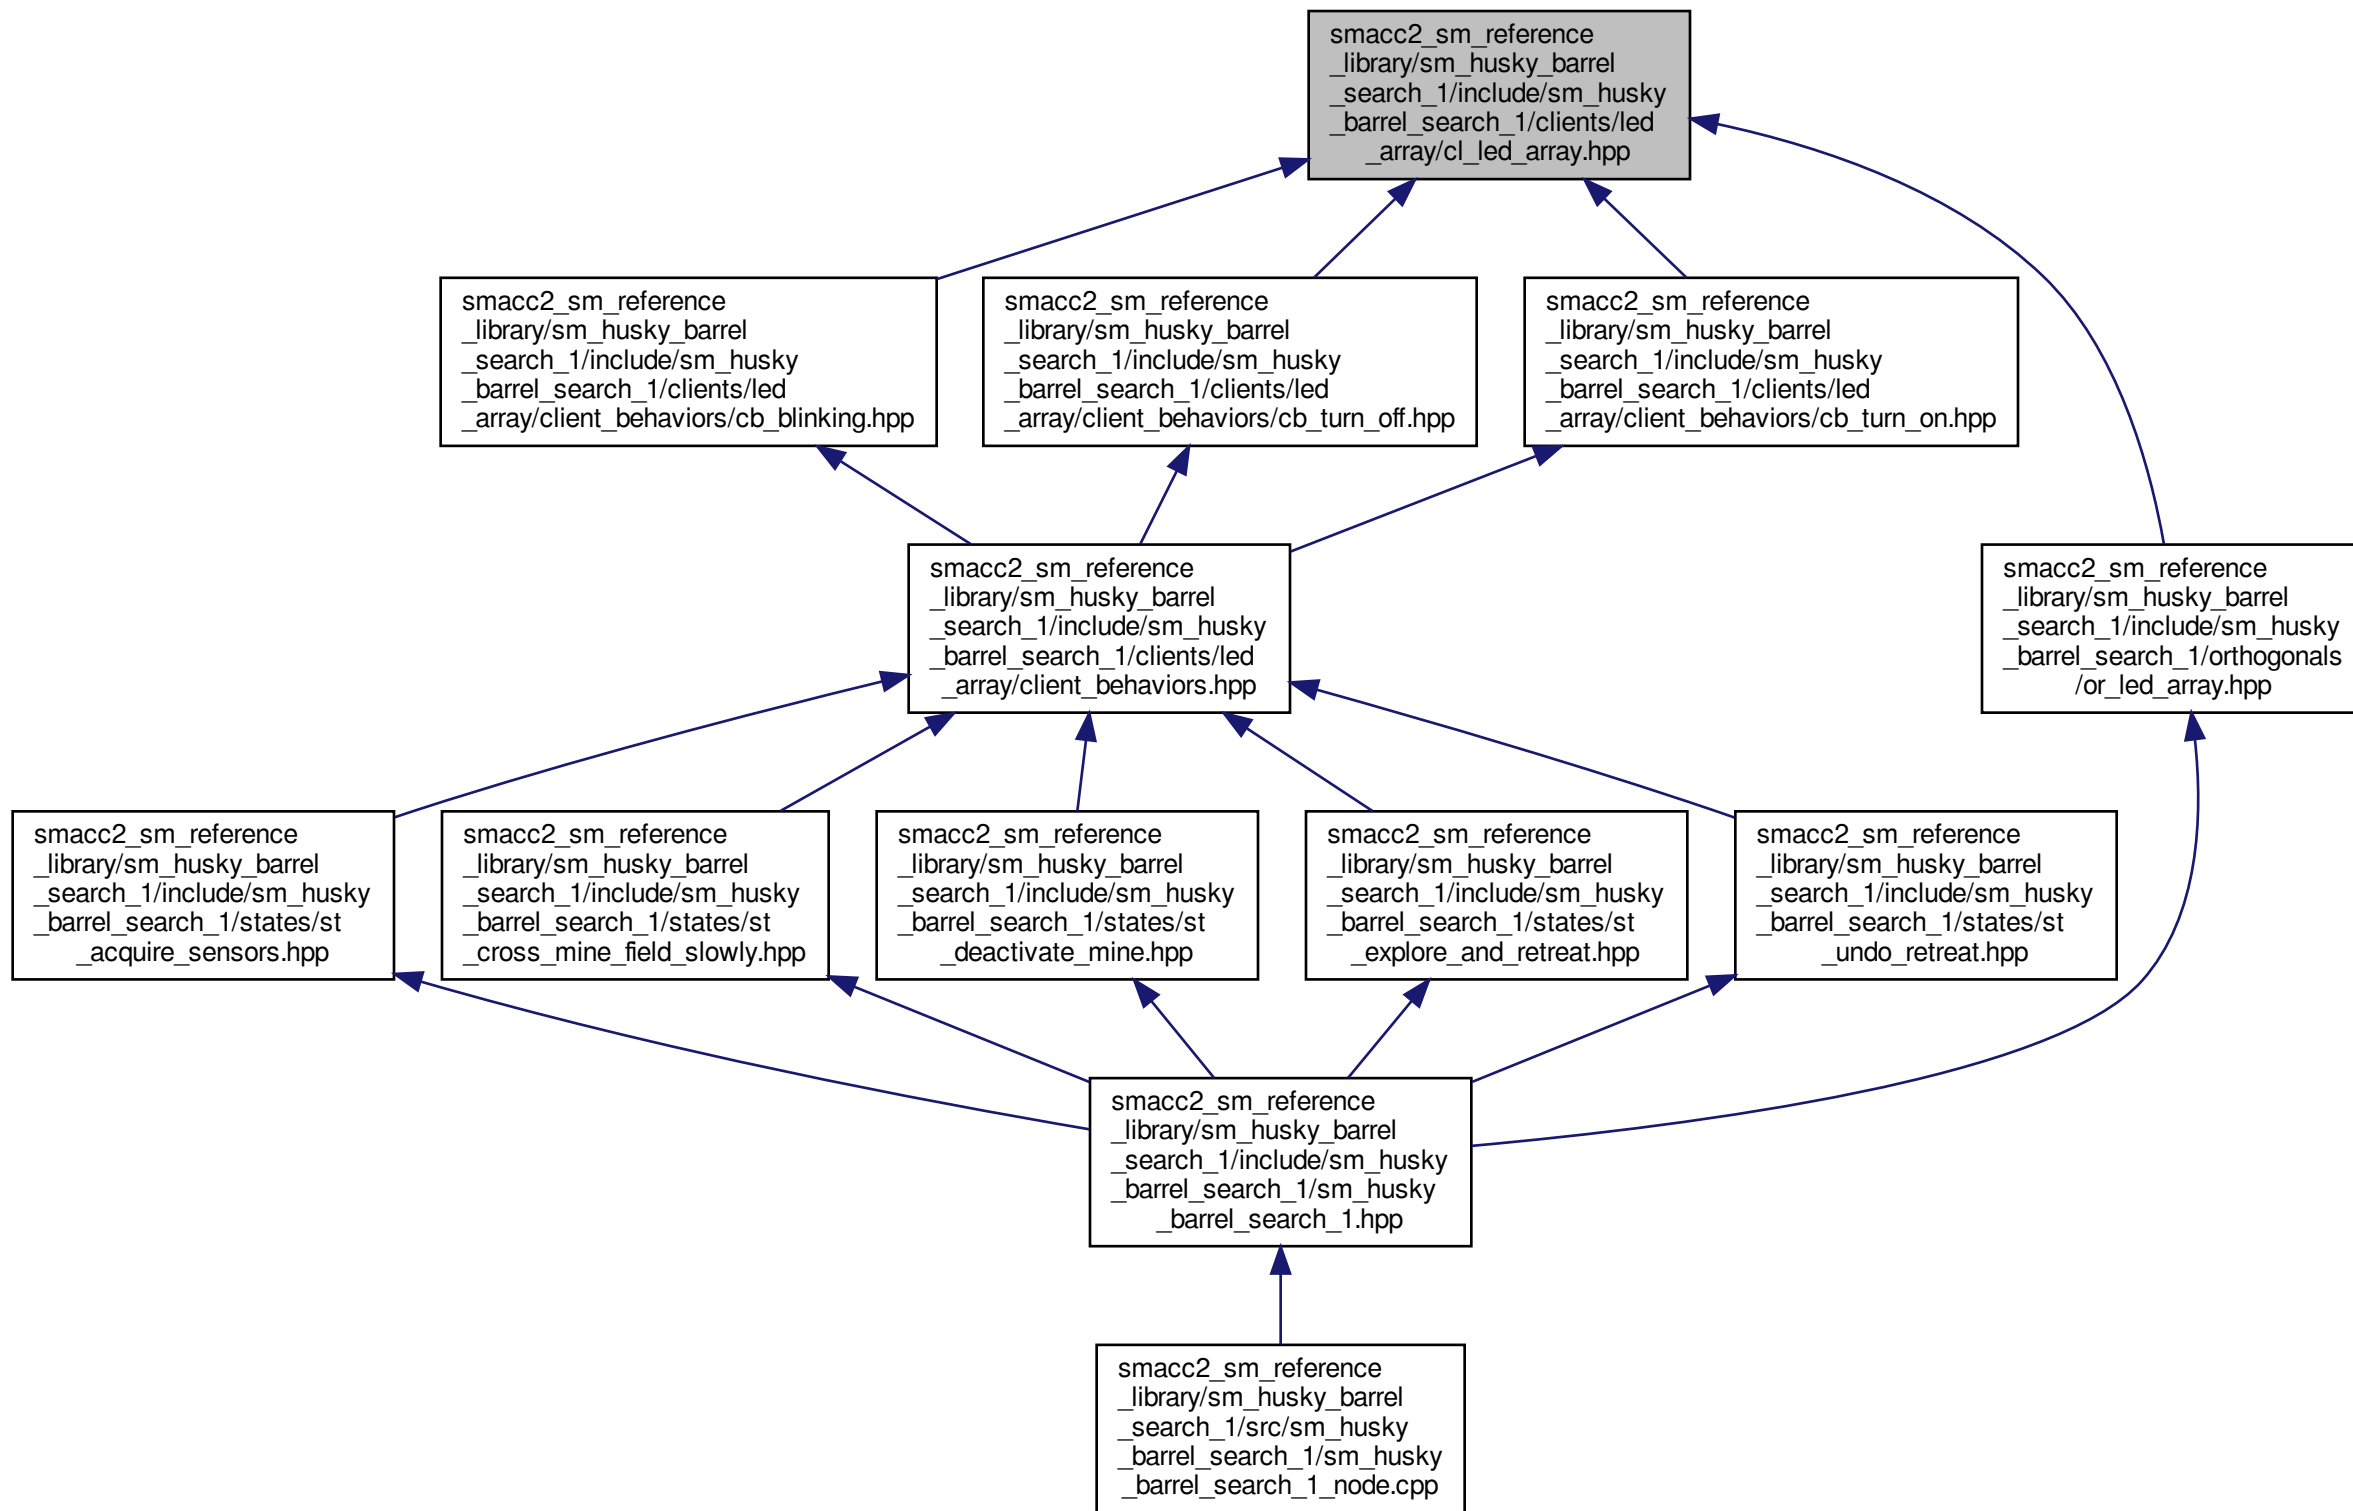 smacc2_sm_reference
_library/sm_husky_barrel
_search_1/include/sm_husky
_barrel_search_1/clients/led
_array/cl_led_array.hpp
smacc2_sm_reference
_library/sm_husky_barrel
_search_1/include/sm_husky
_barrel_search_1/clients/led
_array/client_behaviors/cb_blinking.hpp
smacc2_sm_reference
_library/sm_husky_barrel
_search_1/include/sm_husky
_barrel_search_1/clients/led
_array/client_behaviors/cb_turn_off.hpp
smacc2_sm_reference
_library/sm_husky_barrel
_search_1/include/sm_husky
_barrel_search_1/clients/led
_array/client_behaviors/cb_turn_on.hpp
smacc2_sm_reference
_library/sm_husky_barrel
_search_1/include/sm_husky
_barrel_search_1/clients/led
_array/client_behaviors.hpp
smacc2_sm_reference
_library/sm_husky_barrel
_search_1/include/sm_husky
_barrel_search_1/orthogonals
/or_led_array.hpp
smacc2_sm_reference
_library/sm_husky_barrel
_search_1/include/sm_husky
_barrel_search_1/states/st
_acquire_sensors.hpp
smacc2_sm_reference
_library/sm_husky_barrel
_search_1/include/sm_husky
_barrel_search_1/states/st
_cross_mine_field_slowly.hpp
smacc2_sm_reference
_library/sm_husky_barrel
_search_1/include/sm_husky
_barrel_search_1/states/st
_deactivate_mine.hpp
smacc2_sm_reference
_library/sm_husky_barrel
_search_1/include/sm_husky
_barrel_search_1/states/st
_explore_and_retreat.hpp
smacc2_sm_reference
_library/sm_husky_barrel
_search_1/include/sm_husky
_barrel_search_1/states/st
_undo_retreat.hpp
smacc2_sm_reference
_library/sm_husky_barrel
_search_1/include/sm_husky
_barrel_search_1/sm_husky
_barrel_search_1.hpp
smacc2_sm_reference
_library/sm_husky_barrel
_search_1/src/sm_husky
_barrel_search_1/sm_husky
_barrel_search_1_node.cpp